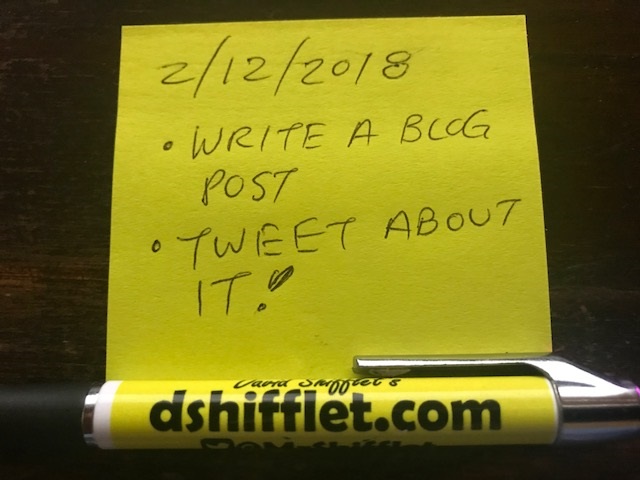 2/12/2018
• WRITE A BLOG
POST
• TWEET ABOUT
IT!
David Shifflet's
dshifflet.com